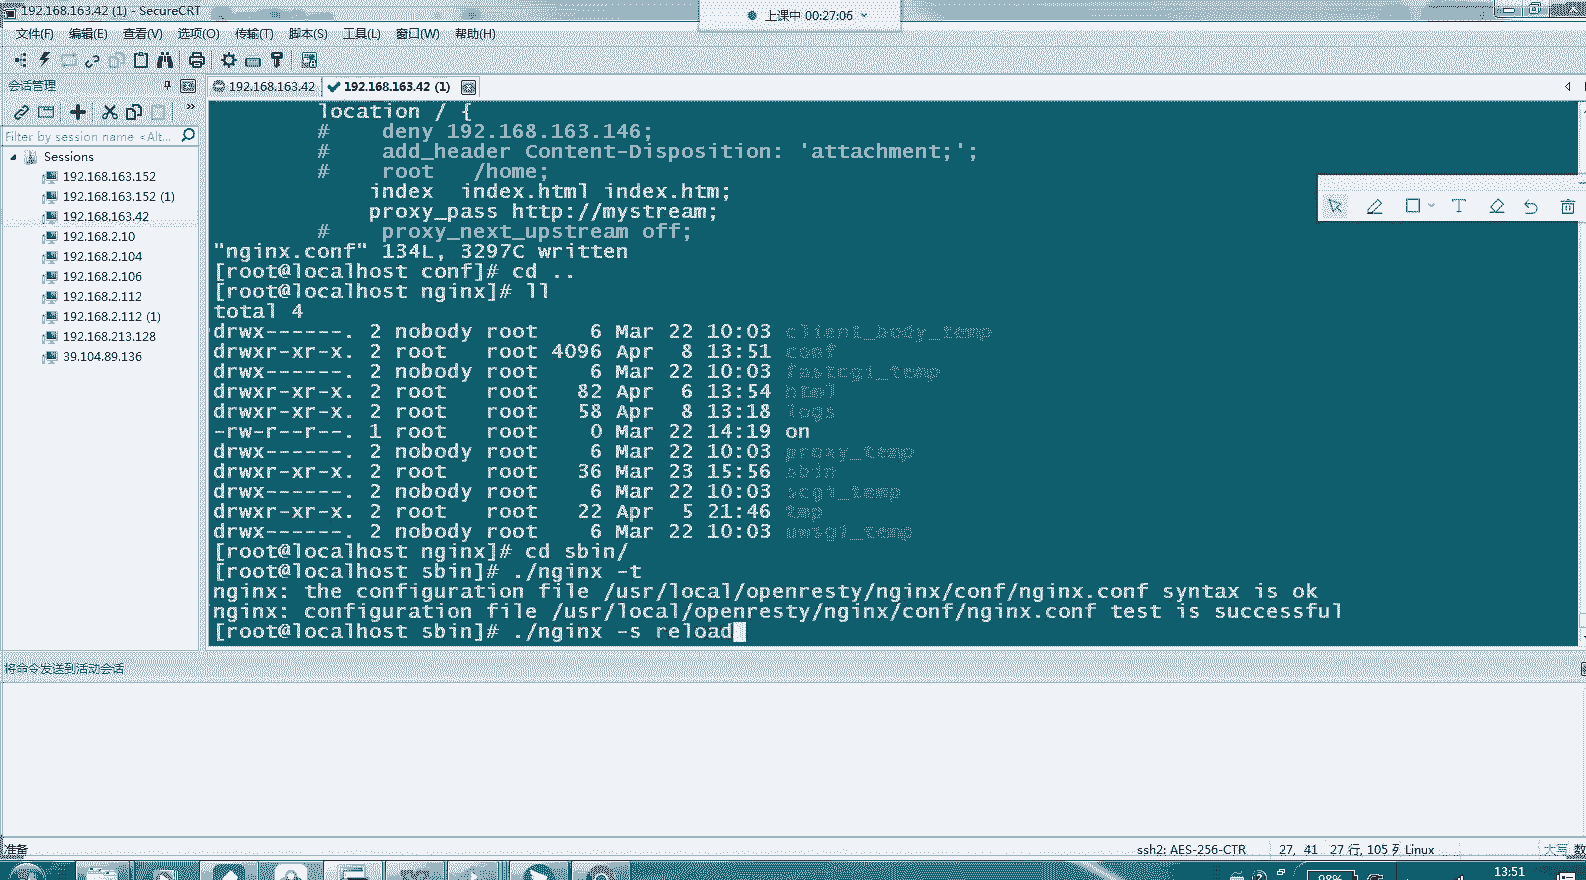 192.168.163.42 (1) - SecureCRT
上课中 00:27:06
文件(F) 编辑(E) 查看(V) 选项(O) 传输(T) 脚本(S) 工具(L) 窗口(W) 帮助(H)
会话管理
192.168.163.42
192.168.163.42 (1)
Filter by session name <Alt...
Sessions
192.168.163.152
192.168.163.152 (1)
192.168.163.42
192.168.2.10
192.168.2.104
192.168.2.106
192.168.2.112
192.168.2.112 (1)
192.168.213.128
39.104.89.136
location / {
# deny 192.168.163.146;
# add_header Content-Disposition: 'attachment;';
# root /home;
index index.html index.htm;
proxy_pass http://mystream;
# proxy_next_upstream off;
"nginx.conf" 134L, 3297C written
[root@localhost conf]# cd ..
[root@localhost nginx]# ll
total 4
drwx------. 2 nobody root 6 Mar 22 10:03 client_body_temp
drwxr-xr-x. 2 root root 4096 Apr 8 13:51 conf
drwx------. 2 nobody root 6 Mar 22 10:03 fastcgi_temp
drwxr-xr-x. 2 root root 82 Apr 6 13:54 html
drwxr-xr-x. 2 root root 58 Apr 8 13:18 logs
-rw-r--r--. 1 root root 0 Mar 22 14:19 on
drwx------. 2 nobody root 6 Mar 22 10:03 proxy_temp
drwxr-xr-x. 2 root root 36 Mar 23 15:56 sbin
drwx------. 2 nobody root 6 Mar 22 10:03 scgi_temp
drwxr-xr-x. 2 root root 22 Apr 5 21:46 tmp
drwx------. 2 nobody root 6 Mar 22 10:03 uwsgi_temp
[root@localhost nginx]# cd sbin/
[root@localhost sbin]# ./nginx -t
nginx: the configuration file /usr/local/openresty/nginx/conf/nginx.conf syntax is ok
nginx: configuration file /usr/local/openresty/nginx/conf/nginx.conf test is successful
[root@localhost sbin]# ./nginx -s reload
将命令发送到活动会话
准备
ssh2: AES-256-CTR 27, 41 27 行, 105 列 Linux 大写 数
98% 13:51